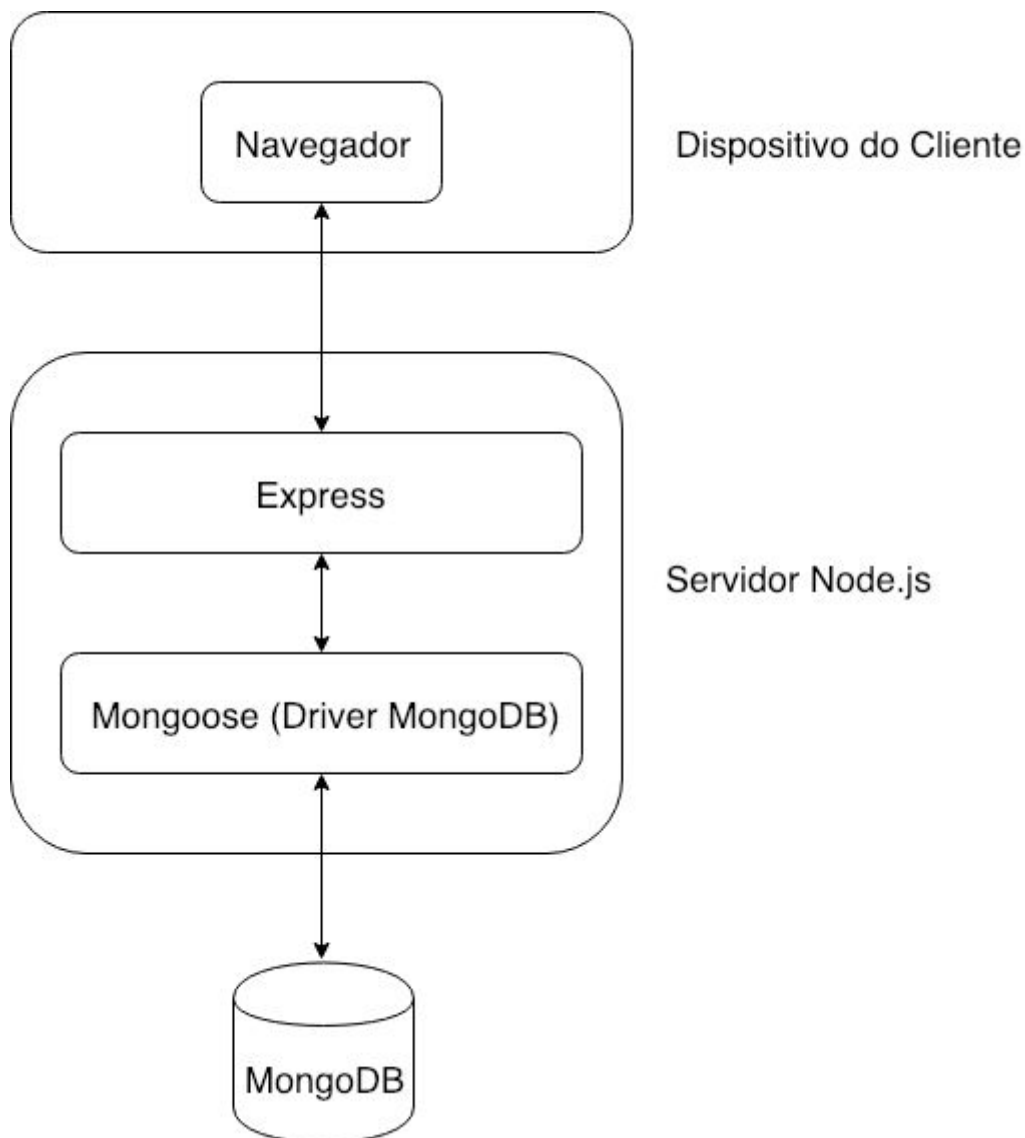 Navegador
Dispositivo do Cliente
Express
Servidor Node.js
Mongoose (Driver MongoDB)
MongoDB